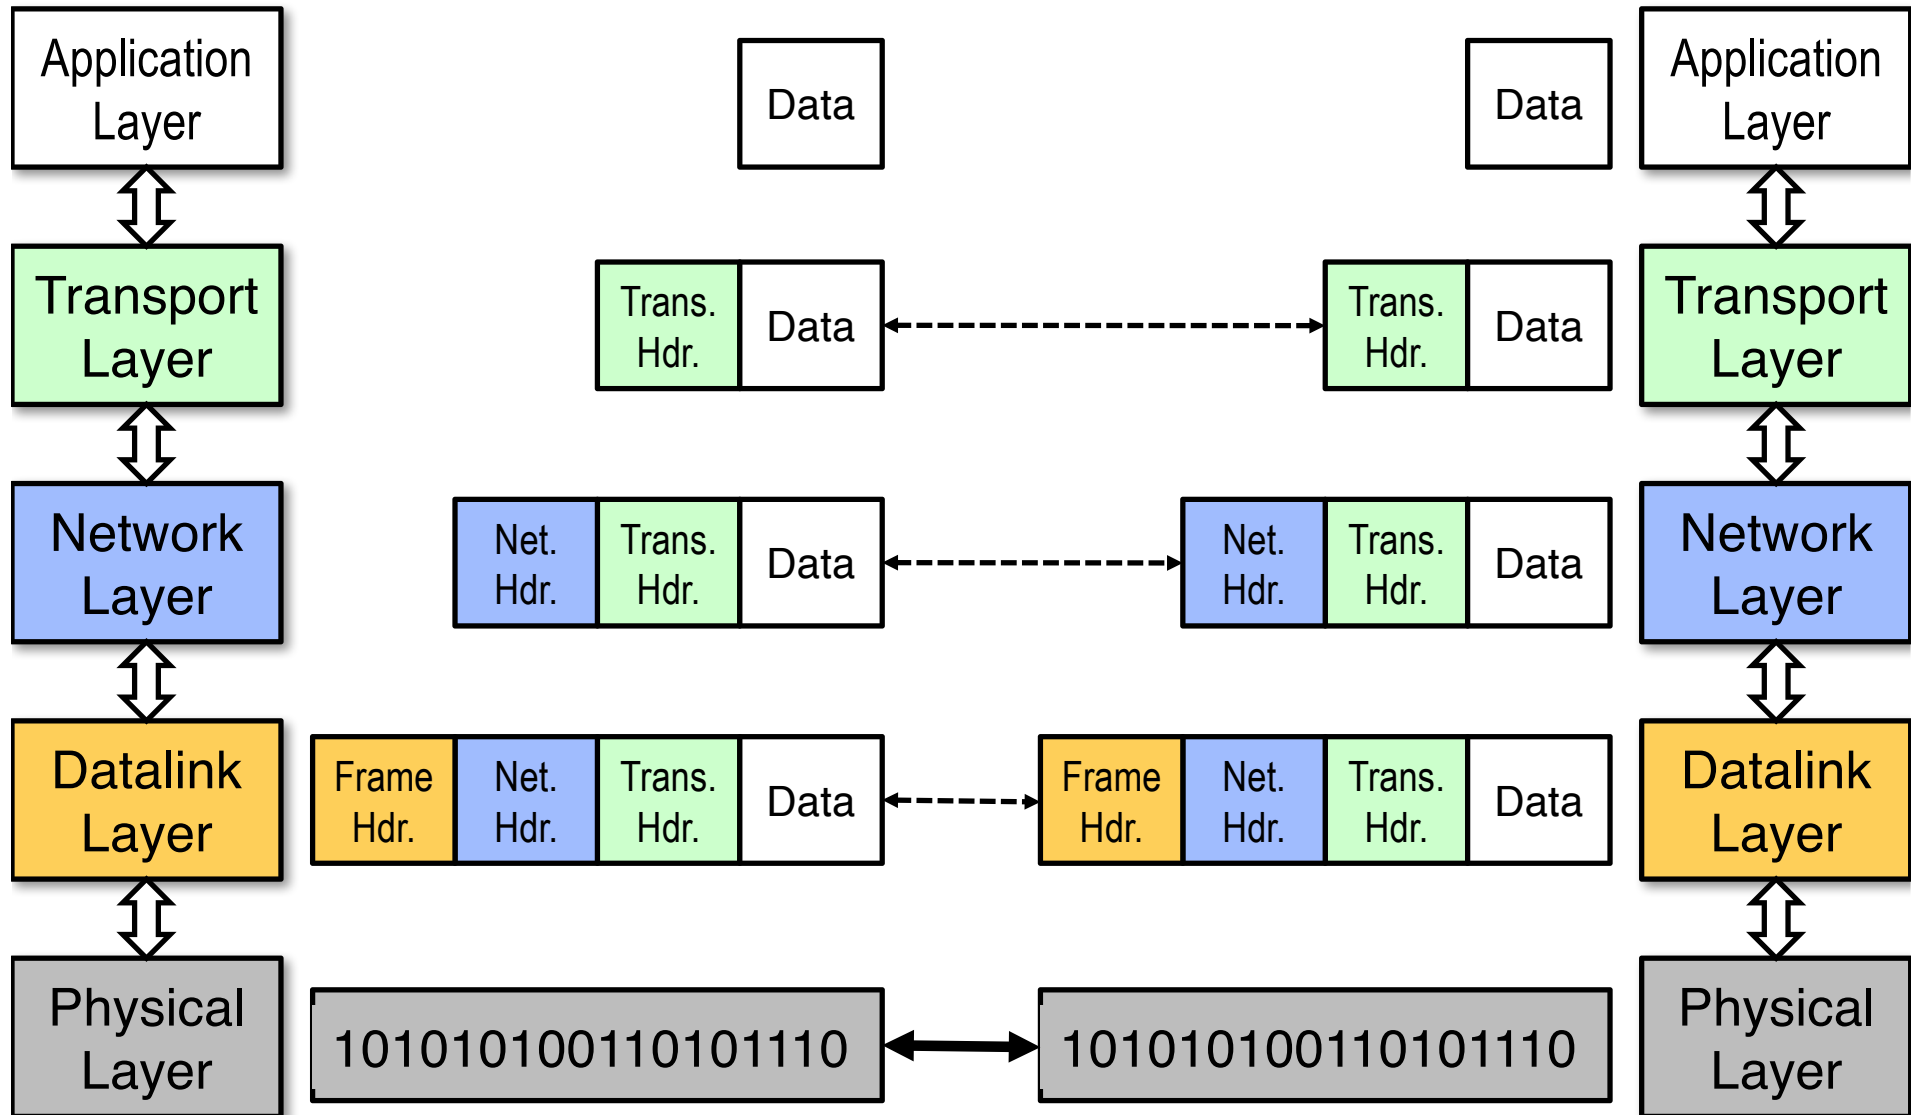 Application
Layer
Data
Data
Application
Layer
Transport
Layer
Trans.
Hdr.
Data
Trans.
Hdr.
Data
Transport
Layer
Network
Layer
Net.
Hdr.
Trans.
Hdr.
Data
Net.
Hdr.
Trans.
Hdr.
Data
Network
Layer
Datalink
Layer
Frame
Hdr.
Net.
Hdr.
Trans.
Hdr.
Data
Frame
Hdr.
Net.
Hdr.
Trans.
Hdr.
Data
Datalink
Layer
Physical
Layer
101010100110101110
101010100110101110
Physical
Layer